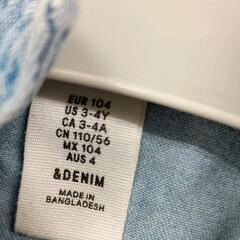 EUR 104
US 3-4Y
CA 3-4A
CN 110/56
MX 104
AUS 4
&DENIM
MADE IN
BANGLADESH